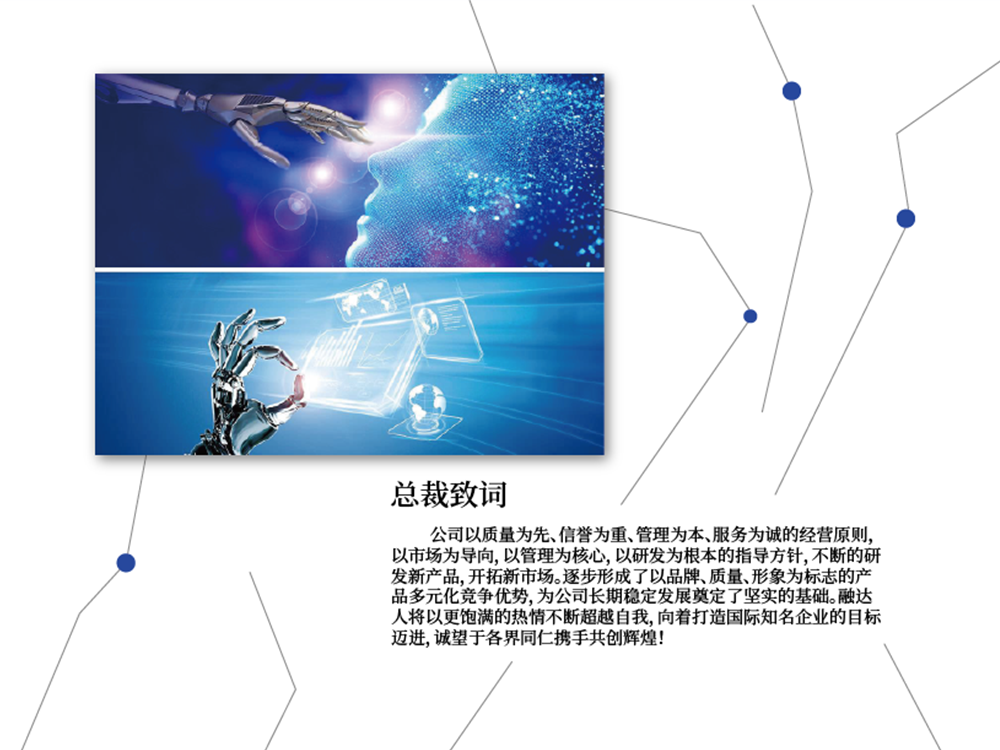 总裁致词
公司以质量为先、信誉为重、管理为本、服务为诚的经营原则,
以市场为导向, 以管理为核心, 以研发为根本的指导方针, 不断的研
发新产品, 开拓新市场。逐步形成了以品牌、质量、形象为标志的产
品多元化竞争优势, 为公司长期稳定发展奠定了坚实的基础。融达
人将以更饱满的热情不断超越自我, 向着打造国际知名企业的目标
迈进, 诚望于各界同仁携手共创辉煌!